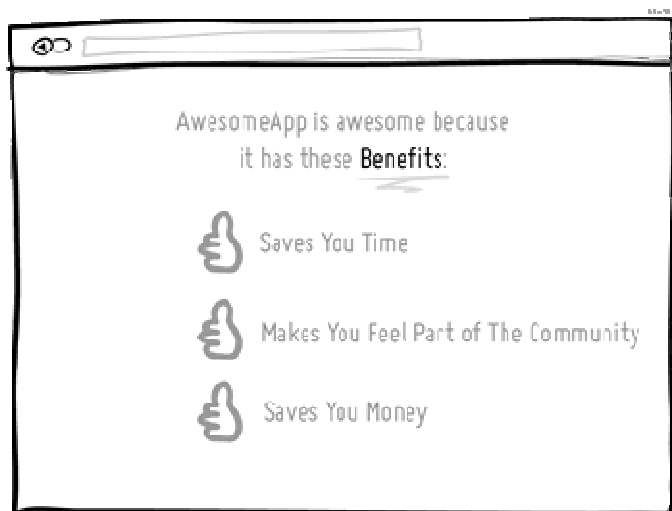 AwesomeApp is awesome because
it has these Benefits:
Saves You Time
Makes You Feel Part of The Community
Saves You Money